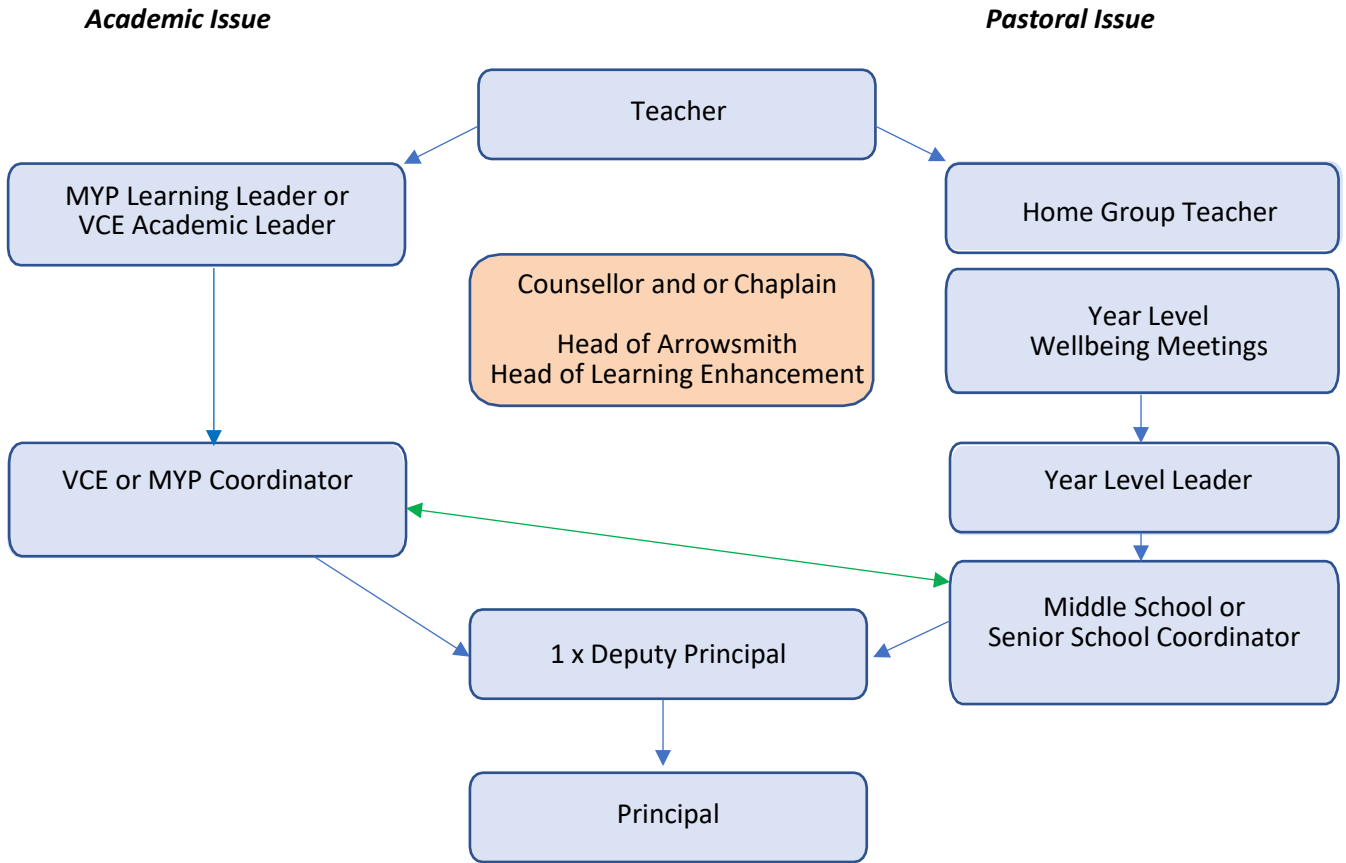 Academic Issue
Pastoral Issue
Teacher
MYP Learning Leader or
VCE Academic Leader
Home Group Teacher
Counsellor and or Chaplain
Head of Arrowsmith
Head of Learning Enhancement
Year Level
Wellbeing Meetings
VCE or MYP Coordinator
Year Level Leader
Middle School or
Senior School Coordinator
1 x Deputy Principal
Principal